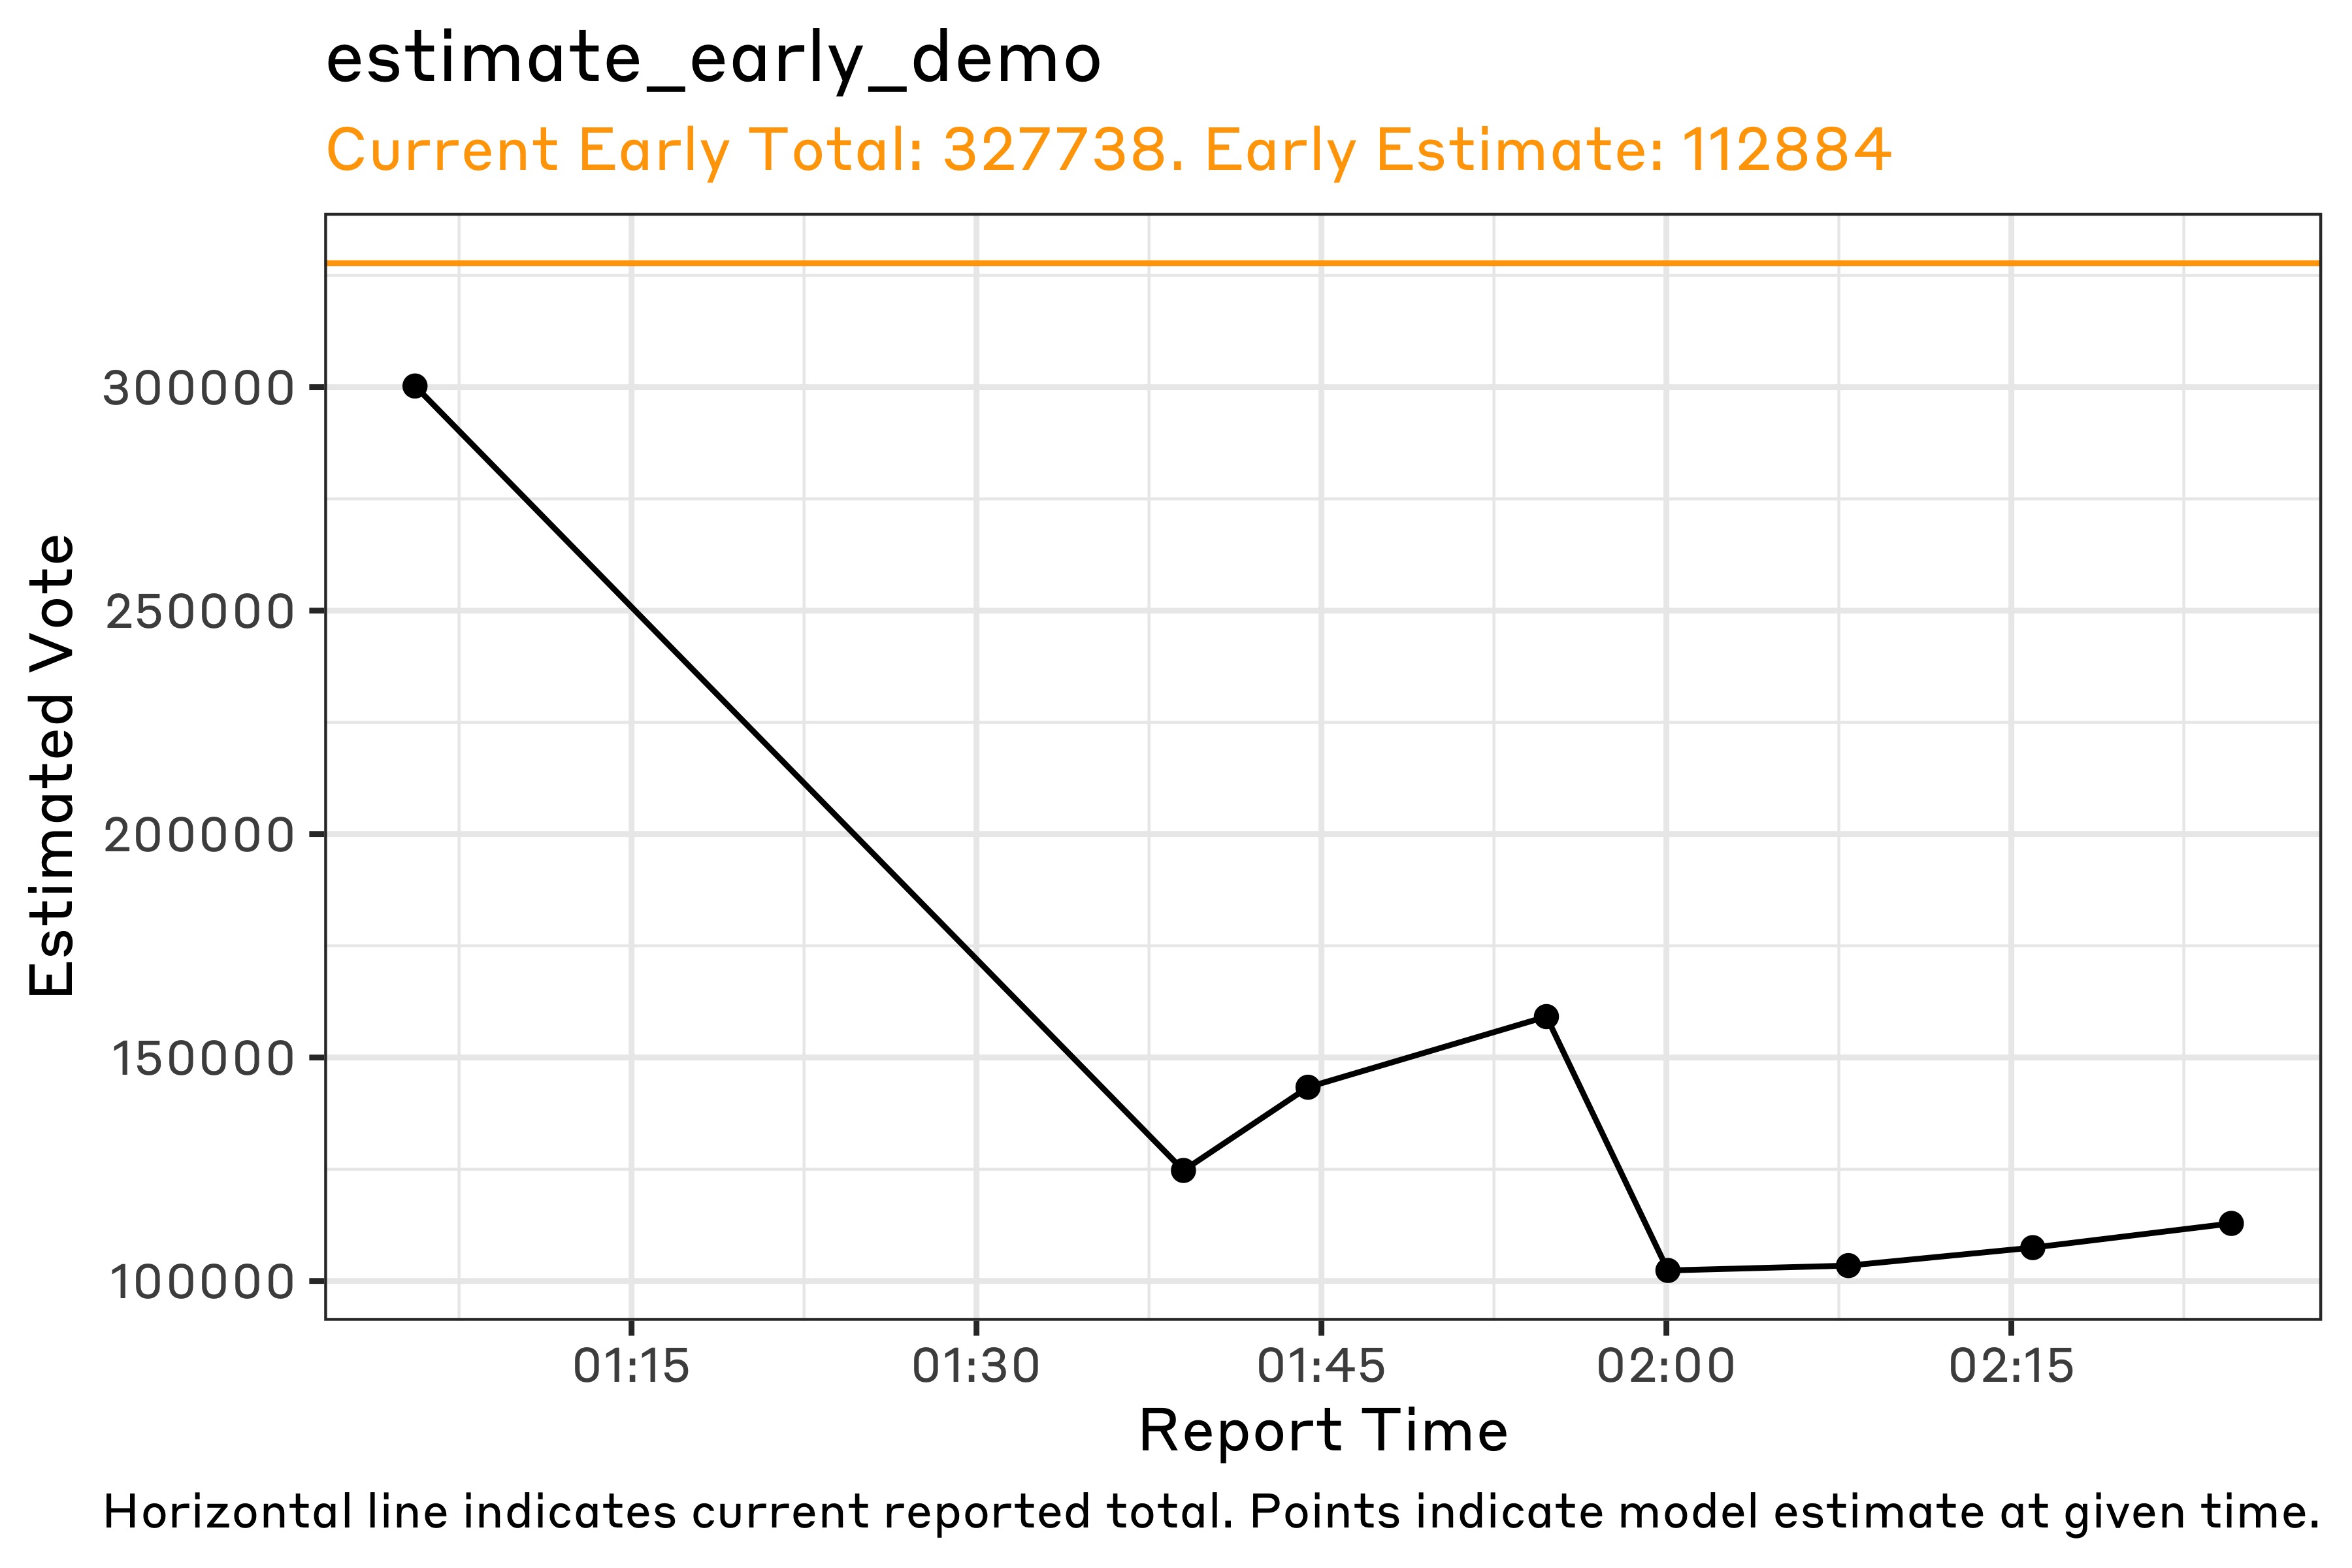 estimate_early_demo
Current Early Total: 327738. Early Estimate: 112884
Estimated Vote
300000
250000
200000
150000
100000
01:15 01:30 01:45 02:00 02:15
Report Time
Horizontal line indicates current reported total. Points indicate model estimate at given time.